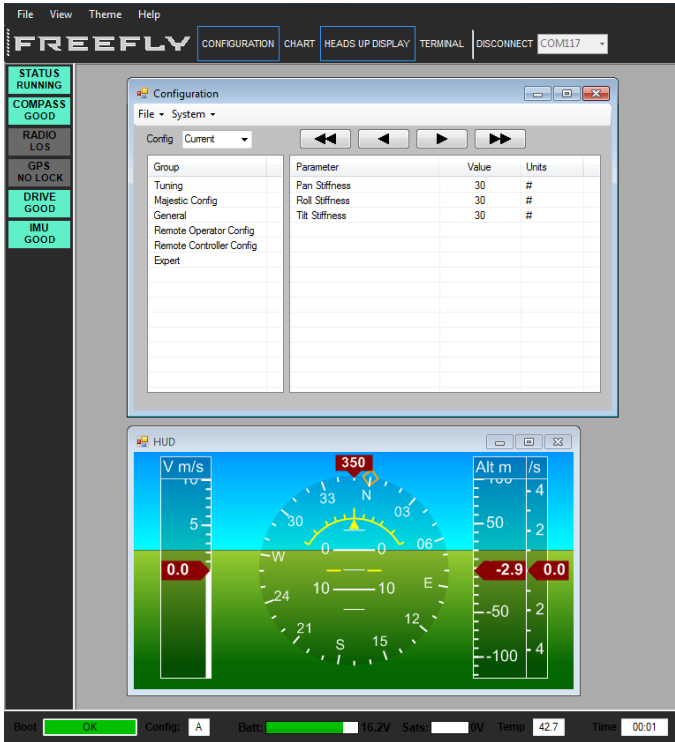 File View Theme Help
FREEFLY CONFIGURATION CHART HEADS UP DISPLAY TERMINAL DISCONNECT COM117
STATUS
RUNNING
COMPASS
GOOD
RADIO
LOS
GPS
NO LOCK
DRIVE
GOOD
IMU
GOOD
Configuration
File System
Config Current
Group Parameter Value Units
Tuning Pan Stiffness 30 #
Majestic Config Roll Stiffness 30 #
General Tilt Stiffness 30 #
Remote Operator Config
Remote Controller Config
Expert
HUD
V m/s 350 Alt m /s
10 33 N 03 100 4
5 30 06 -50 2
0 0
W
0.0 -2.9 0.0
10 10 E
24 12 -50 2
21 S 15
-100 4
Boot OK Config: A Batt: 16.2V Sats: 0V Temp 42.7 Time 00:01